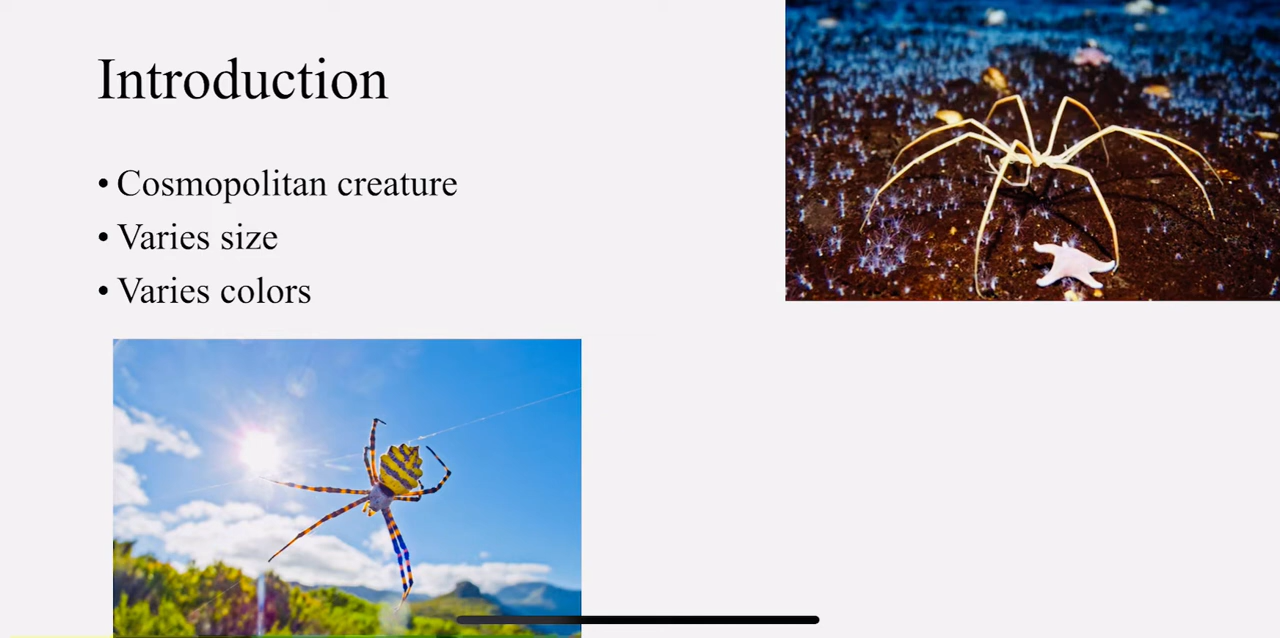 Introduction
• Cosmopolitan creature
• Varies size
• Varies colors